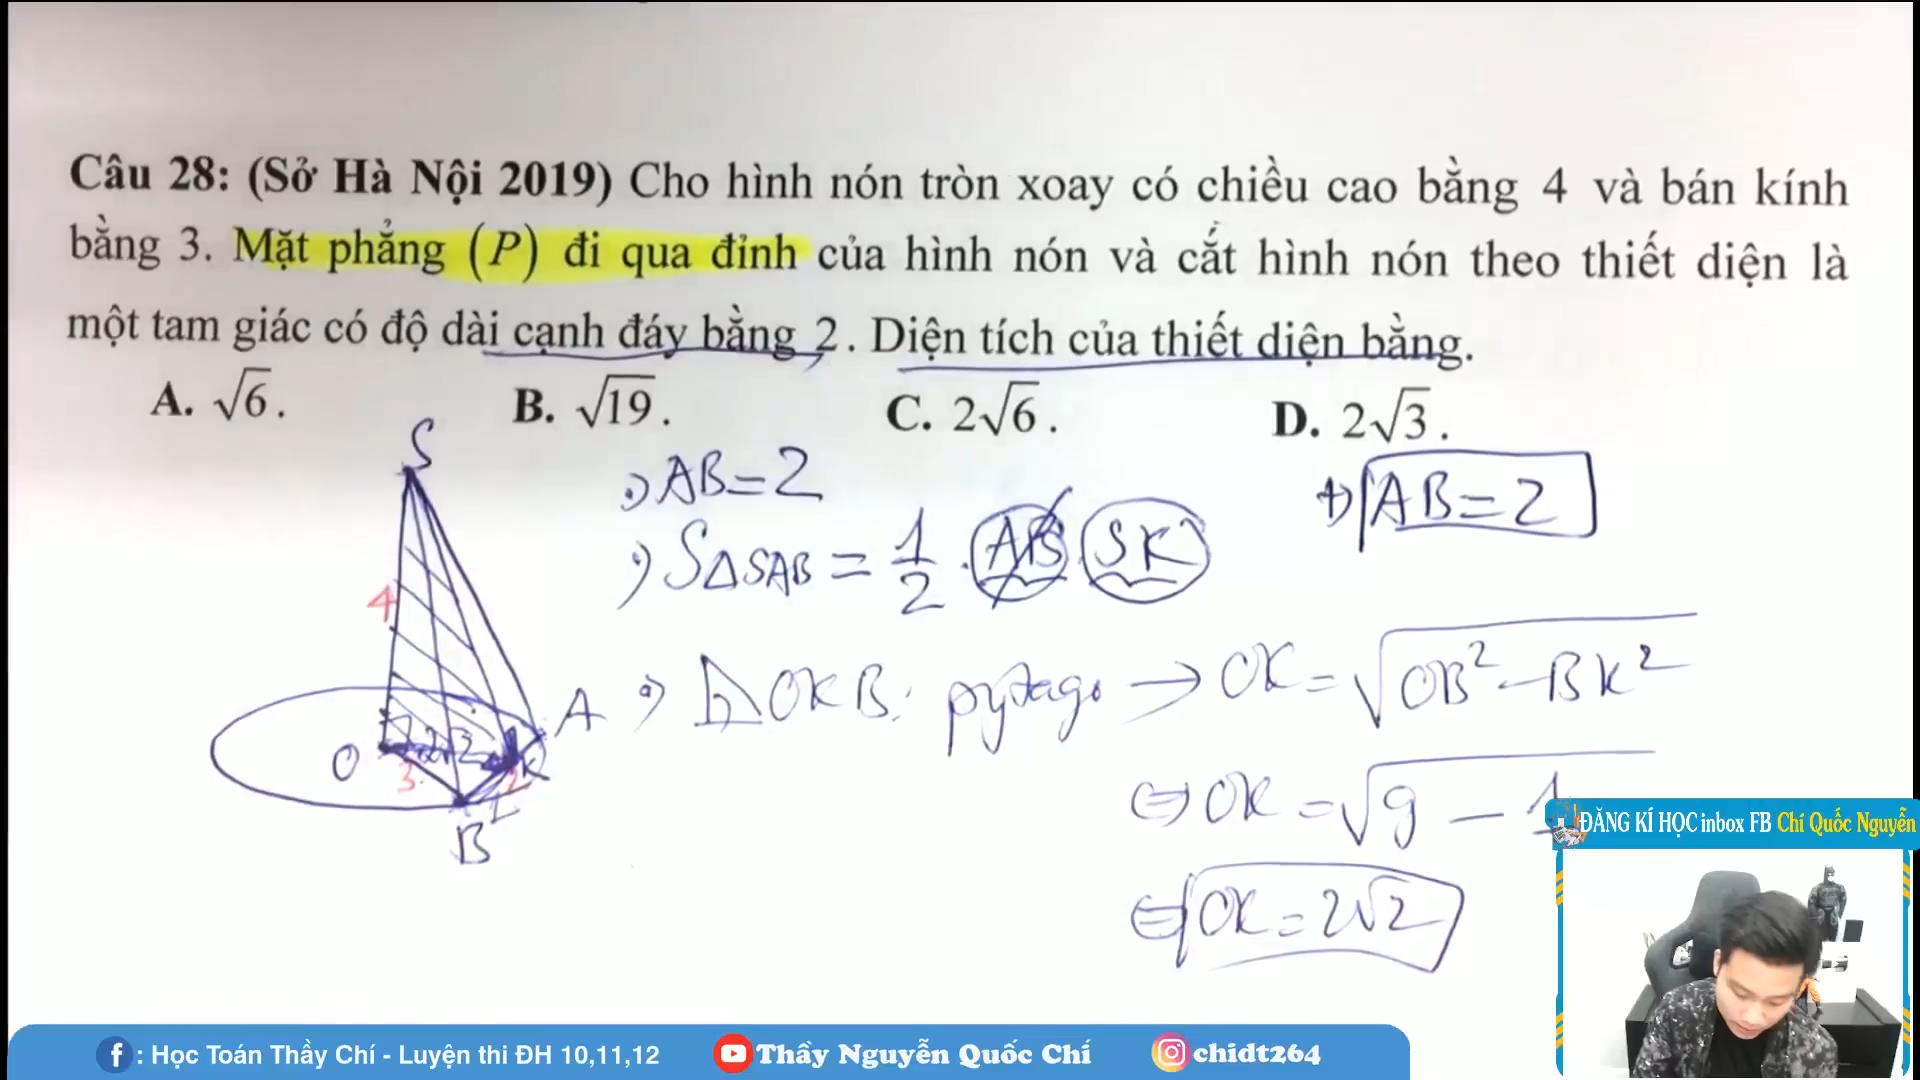 Câu 28: (Sở Hà Nội 2019) Cho hình nón tròn xoay có chiều cao bằng 4 và bán kính
bằng 3. Mặt phẳng (P) đi qua đỉnh của hình nón và cắt hình nón theo thiết diện là
một tam giác có độ dài cạnh đáy bằng 2. Diện tích của thiết diện bằng.
A. √6. B. √19. C. 2√6. D. 2√3.
S
AB=2
+) AB=2
S△SAB = 1/2 . AB . SK
4
A
△OKB: pytago → OK = √(OB² - BK²)
O
3
K
B
⇔ OK = √(9 - 1
⇔ OK = 2√2
ĐĂNG KÍ HỌC inbox FB Chí Quốc Nguyễn
f : Học Toán Thầy Chí - Luyện thi ĐH 10,11,12
Thầy Nguyễn Quốc Chí
chidt264